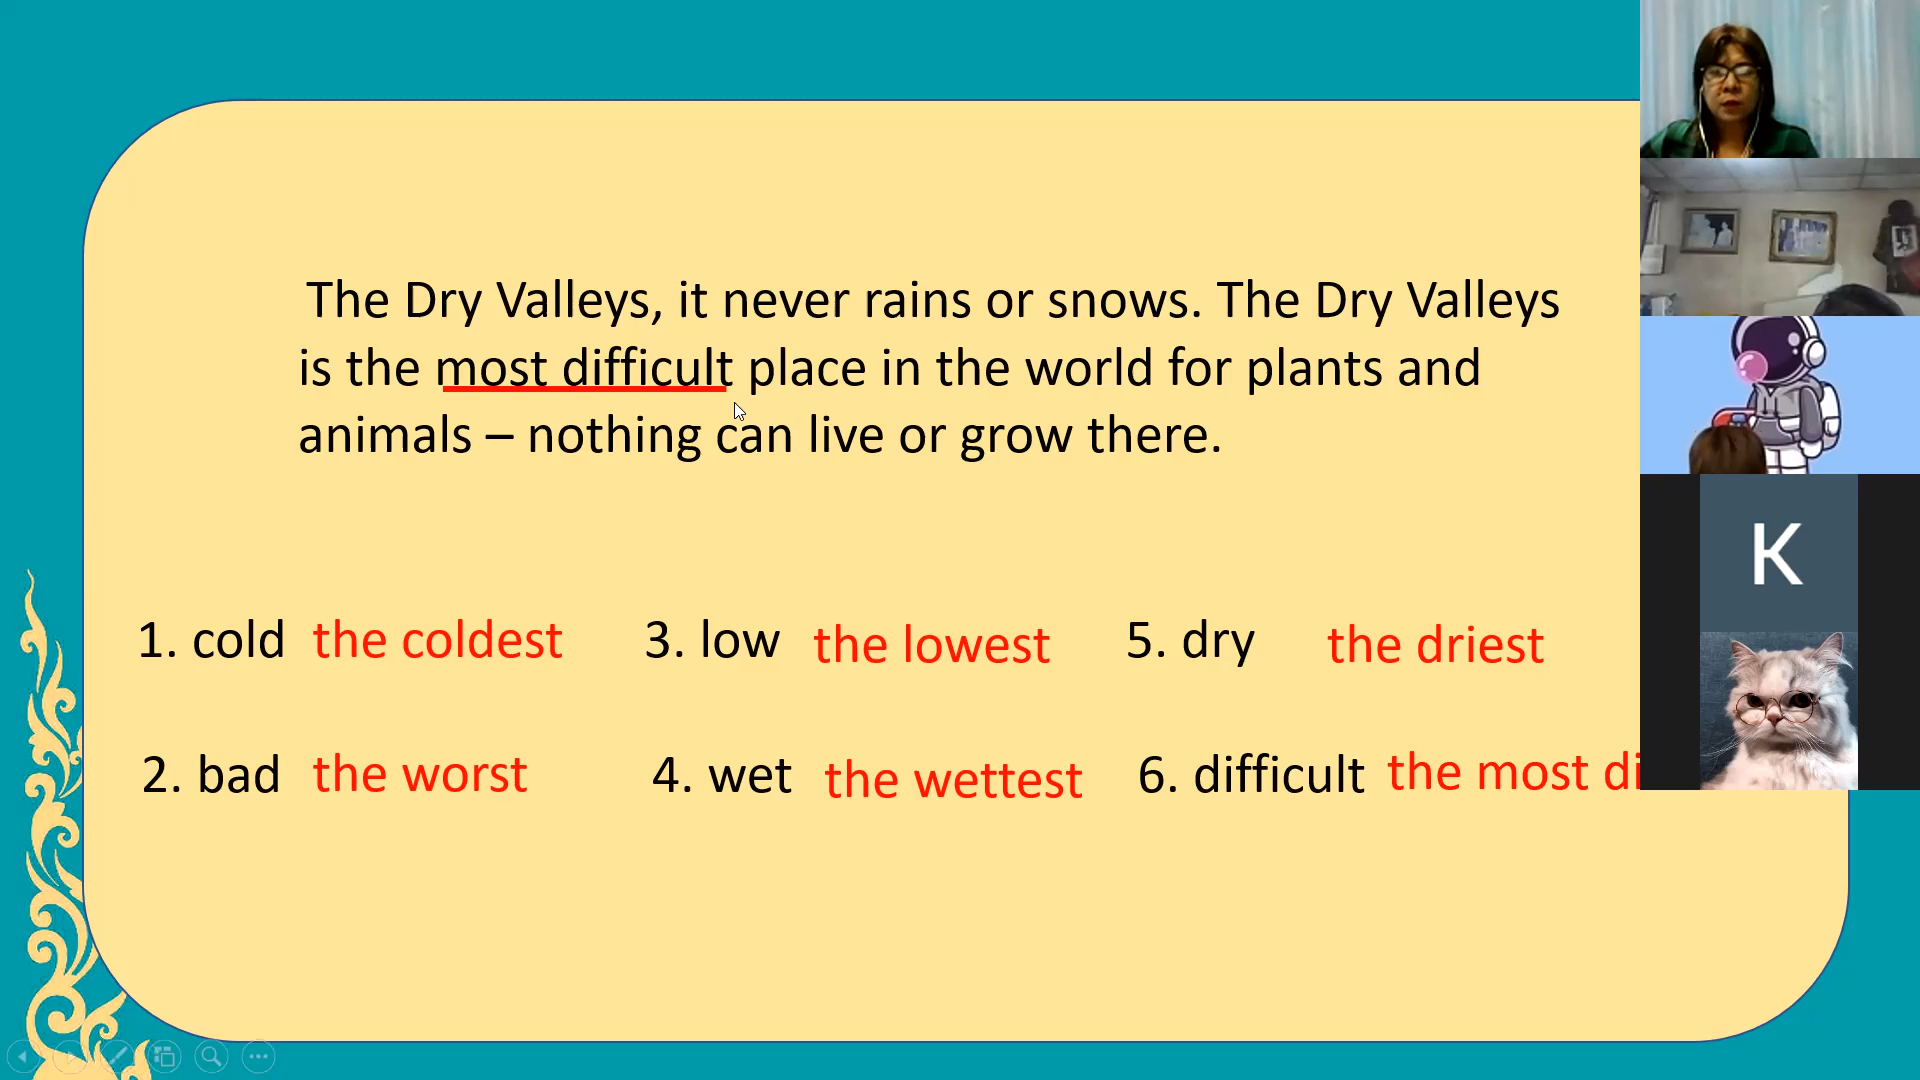 The Dry Valleys, it never rains or snows. The Dry Valleys
is the most difficult place in the world for plants and
animals – nothing can live or grow there.
1. cold the coldest 3. low the lowest 5. dry the driest
2. bad the worst 4. wet the wettest 6. difficult the most di
K